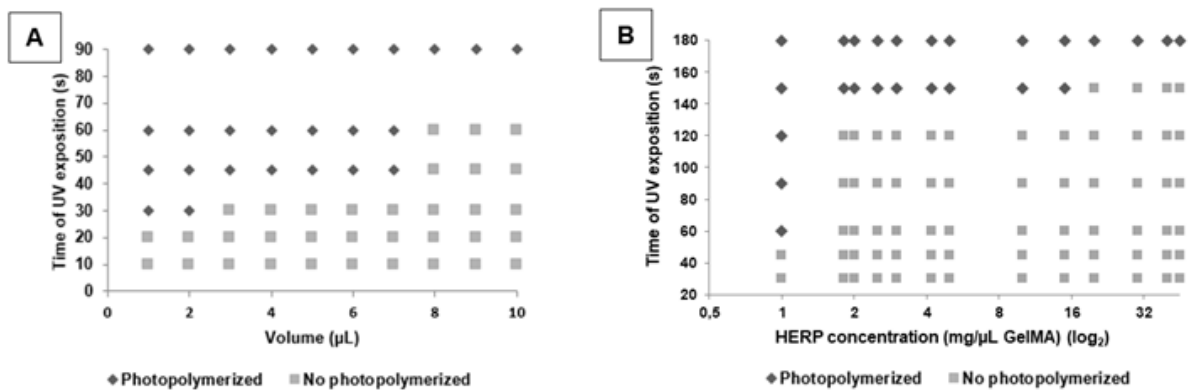 A
Time of UV exposition (s)
90
80
70
60
50
40
30
20
10
0
0 2 4 6 8 10
Volume (µL)
Photopolymerized No photopolymerized
B
Time of UV exposition (s)
180
160
140
120
100
80
60
40
20
0,5 1 2 4 8 16 32
HERP concentration (mg/µL GelMA) (log2)
Photopolymerized No photopolymerized